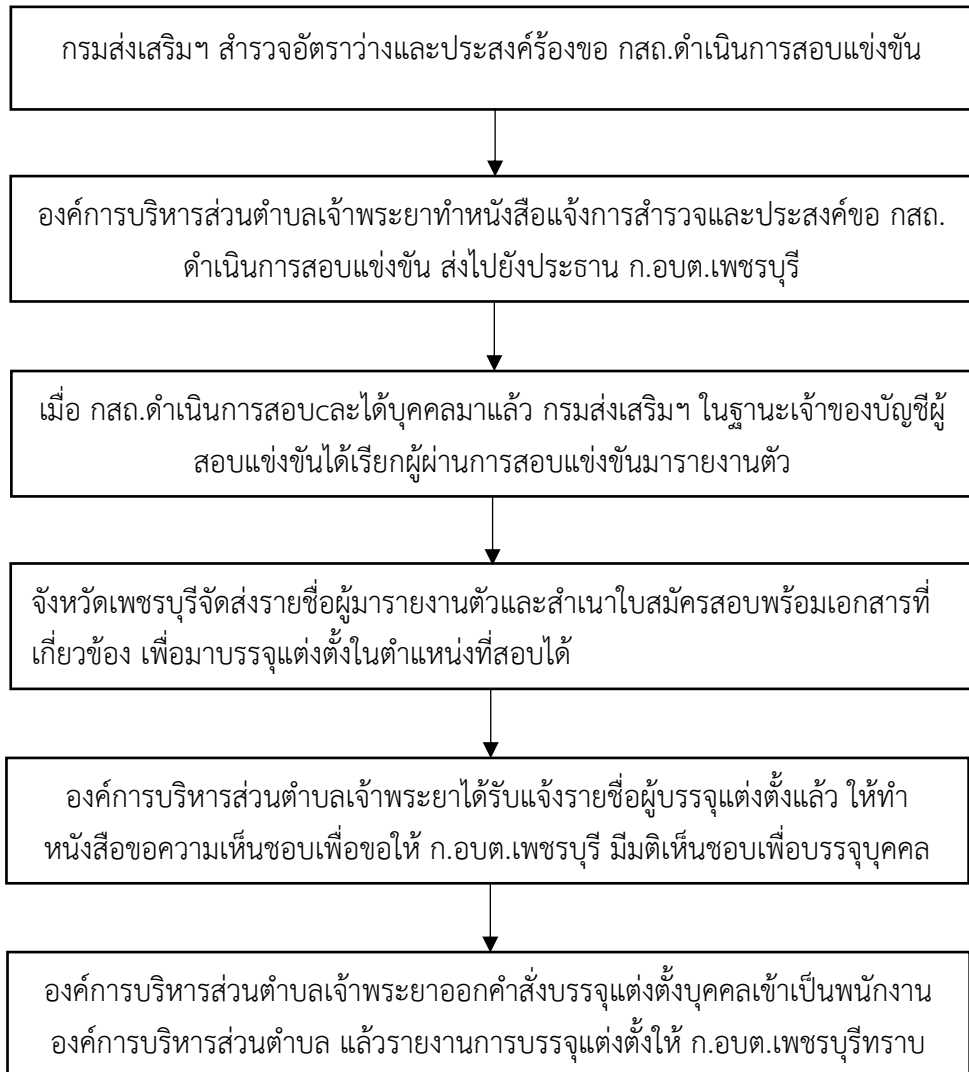 กรมส่งเสริมฯ สำรวจอัตราว่างและประสงค์ร้องขอ กสถ.ดำเนินการสอบแข่งขัน
องค์การบริหารส่วนตำบลเจ้าพระยาทำหนังสือแจ้งการสำรวจและประสงค์ขอ กสถ.
ดำเนินการสอบแข่งขัน ส่งไปยังประธาน ก.อบต.เพชรบุรี
เมื่อ กสถ.ดำเนินการสอบcละได้บุคคลมาแล้ว กรมส่งเสริมฯ ในฐานะเจ้าของบัญชีผู้
สอบแข่งขันได้เรียกผู้ผ่านการสอบแข่งขันมารายงานตัว
จังหวัดเพชรบุรีจัดส่งรายชื่อผู้มารายงานตัวและสำเนาใบสมัครสอบพร้อมเอกสารที่
เกี่ยวข้อง เพื่อมาบรรจุแต่งตั้งในตำแหน่งที่สอบได้
องค์การบริหารส่วนตำบลเจ้าพระยาได้รับแจ้งรายชื่อผู้บรรจุแต่งตั้งแล้ว ให้ทำ
หนังสือขอความเห็นชอบเพื่อขอให้ ก.อบต.เพชรบุรี มีมติเห็นชอบเพื่อบรรจุบุคคล
องค์การบริหารส่วนตำบลเจ้าพระยาออกคำสั่งบรรจุแต่งตั้งบุคคลเข้าเป็นพนักงาน
องค์การบริหารส่วนตำบล แล้วรายงานการบรรจุแต่งตั้งให้ ก.อบต.เพชรบุรีทราบ